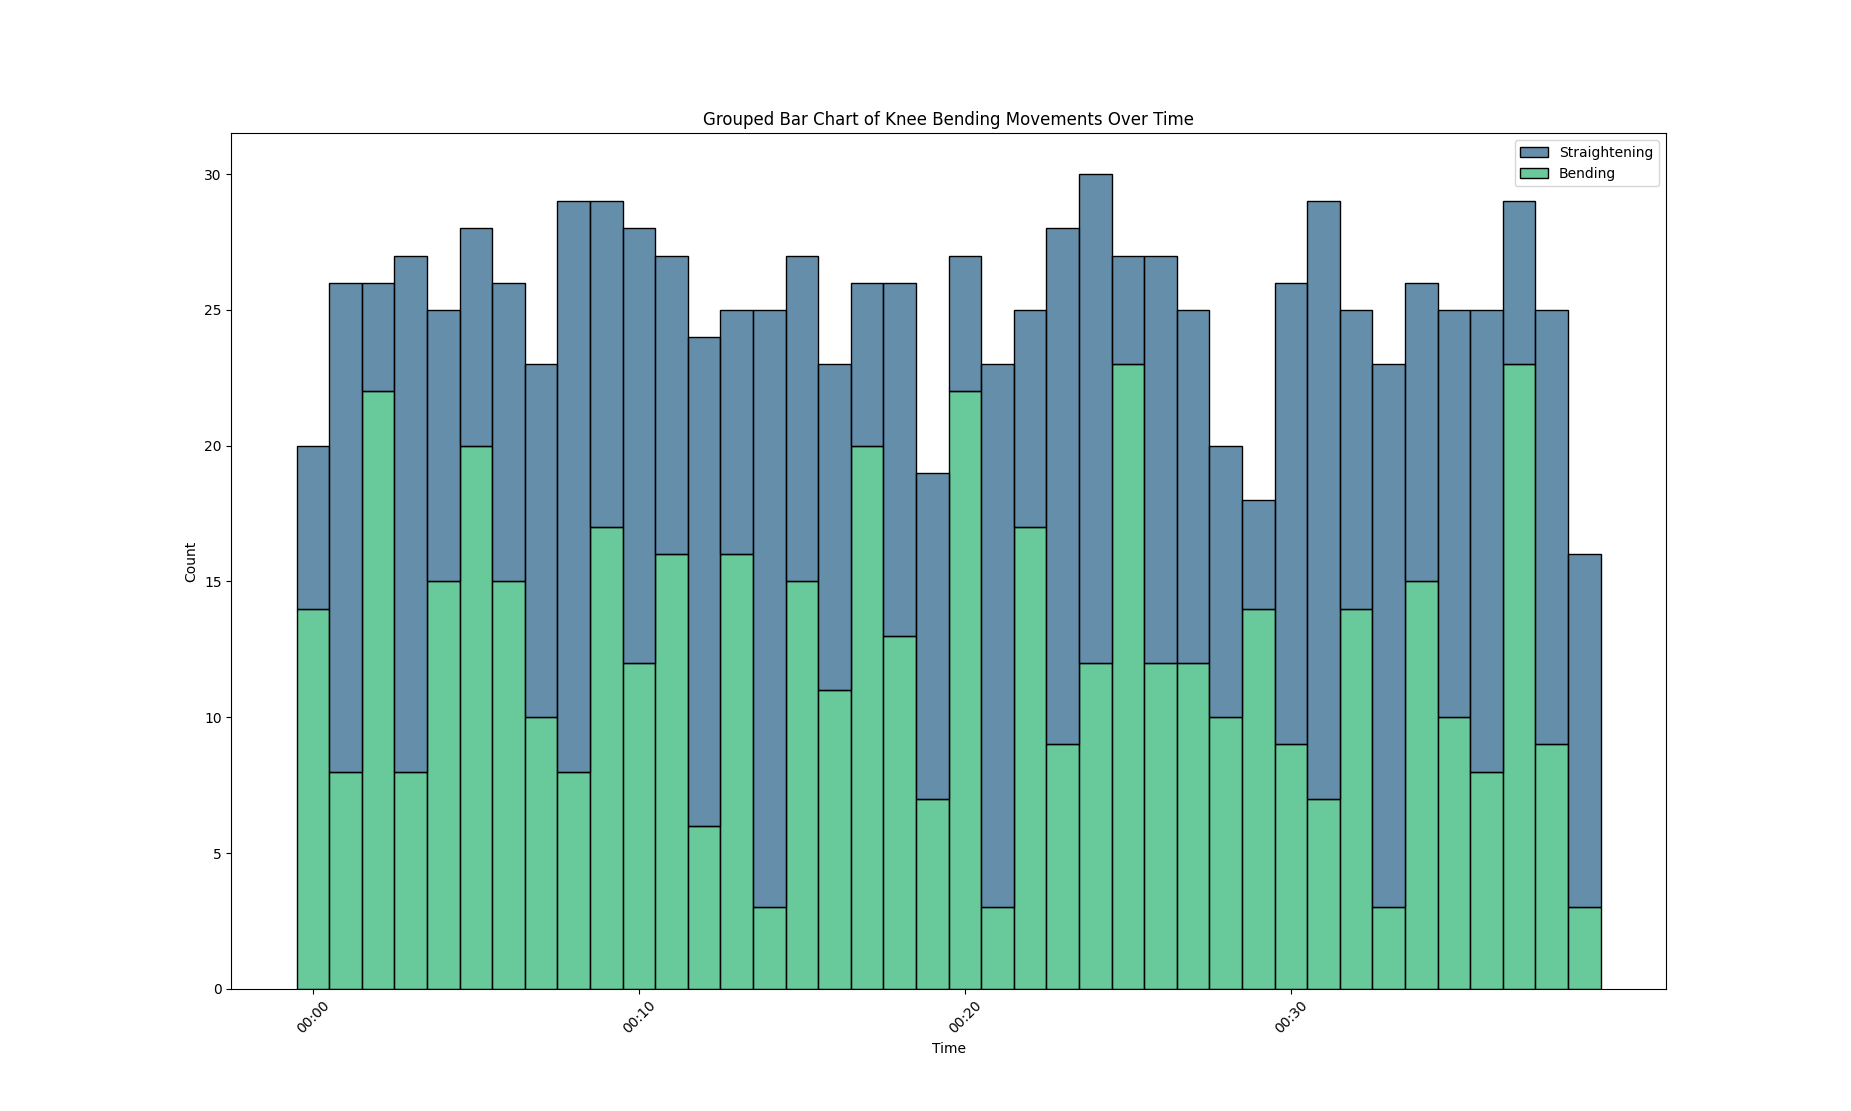 Grouped Bar Chart of Knee Bending Movements Over Time
Straightening
Bending
30
25
20
15
10
5
0
Count
00:00
00:10
00:20
00:30
Time